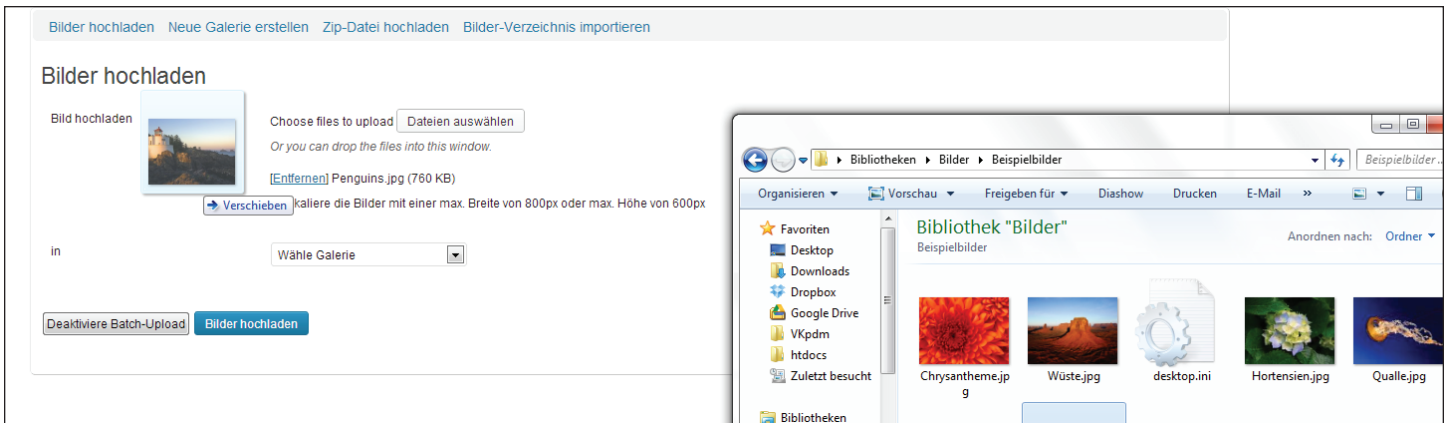 Bilder hochladen Neue Galerie erstellen Zip-Datei hochladen Bilder-Verzeichnis importieren
Bilder hochladen
Bild hochladen
Choose files to upload Dateien auswählen
Or you can drop the files into this window.
[Entfernen] Penguins.jpg (760 KB)
Verschieben kaliere die Bilder mit einer max. Breite von 800px oder max. Höhe von 600px
in
Wähle Galerie
Deaktiviere Batch-Upload Bilder hochladen
Bibliotheken Bilder Beispielbilder
Beispielbilder ...
Organisieren Vorschau Freigeben für Diashow Drucken E-Mail »
Favoriten
Desktop
Downloads
Dropbox
Google Drive
VKpdm
htdocs
Zuletzt besucht
Bibliotheken
Bibliothek "Bilder"
Beispielbilder
Anordnen nach: Ordner
Chrysantheme.jp
g
Wüste.jpg
desktop.ini
Hortensien.jpg
Qualle.jpg